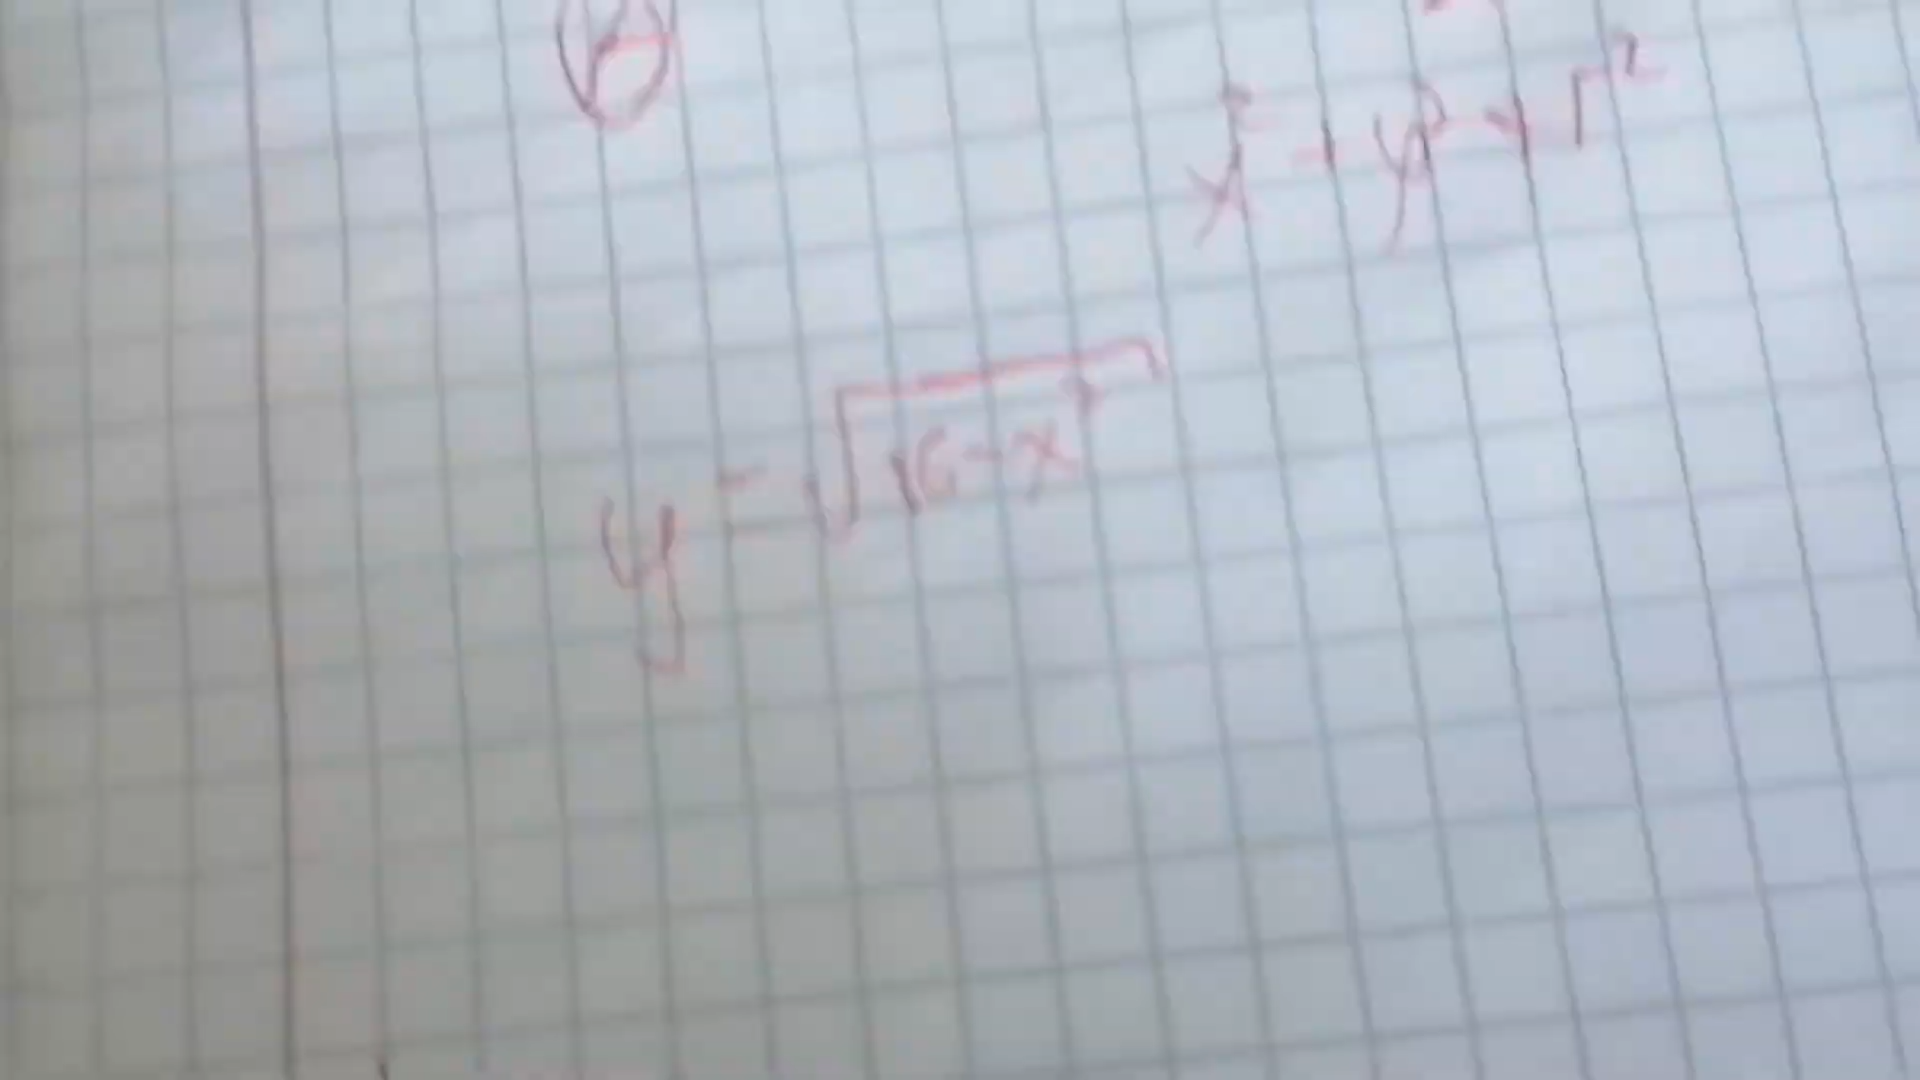 x² + y² + r²
y = √16-x²